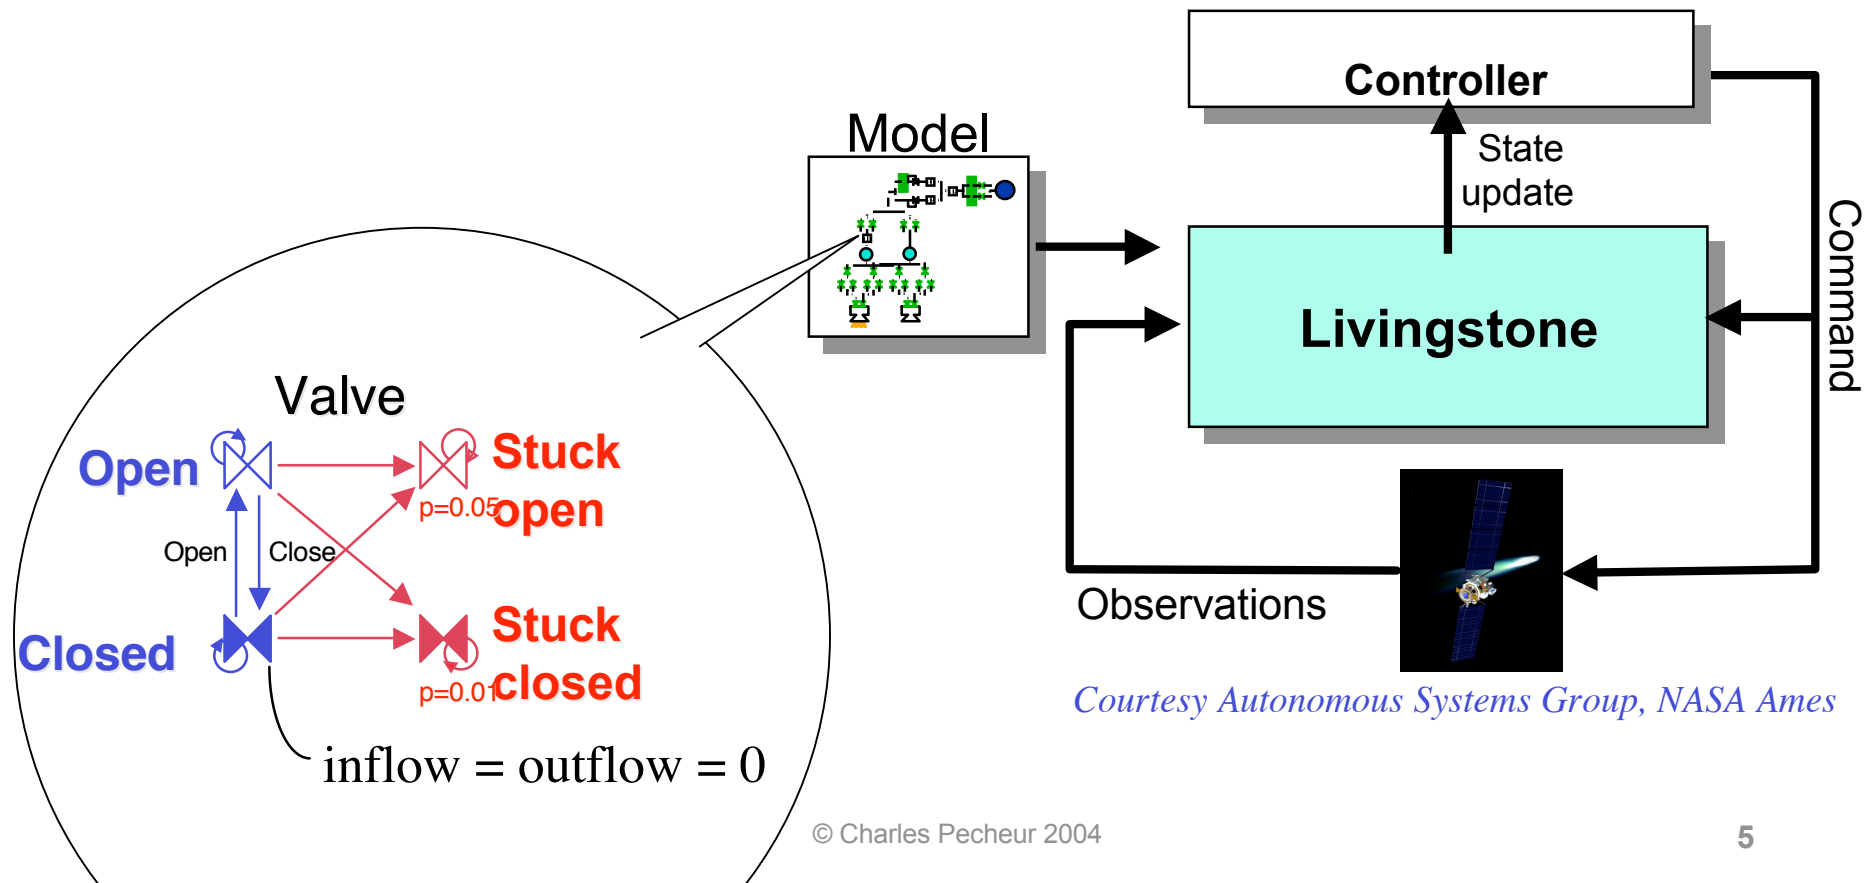 Controller
Model
State
update
Command
Livingstone
Valve
Open
Stuck
open
p=0.05
Open
Close
Closed
Stuck
closed
p=0.01
Observations
Courtesy Autonomous Systems Group, NASA Ames
inflow = outflow = 0
© Charles Pecheur 2004
5